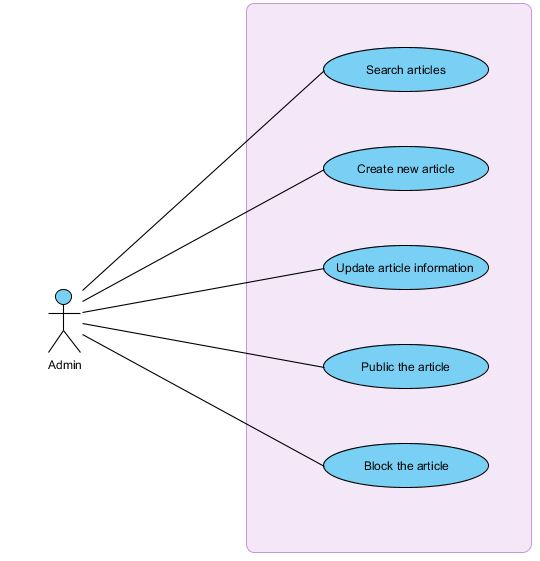 Search articles
Create new article
Update article information
Admin
Public the article
Block the article